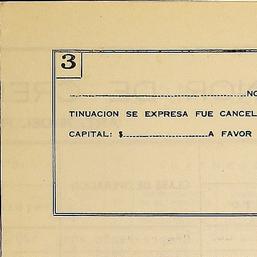 3
NO
TINUACION SE EXPRESA FUE CANCEL
CAPITAL: $ A FAVOR